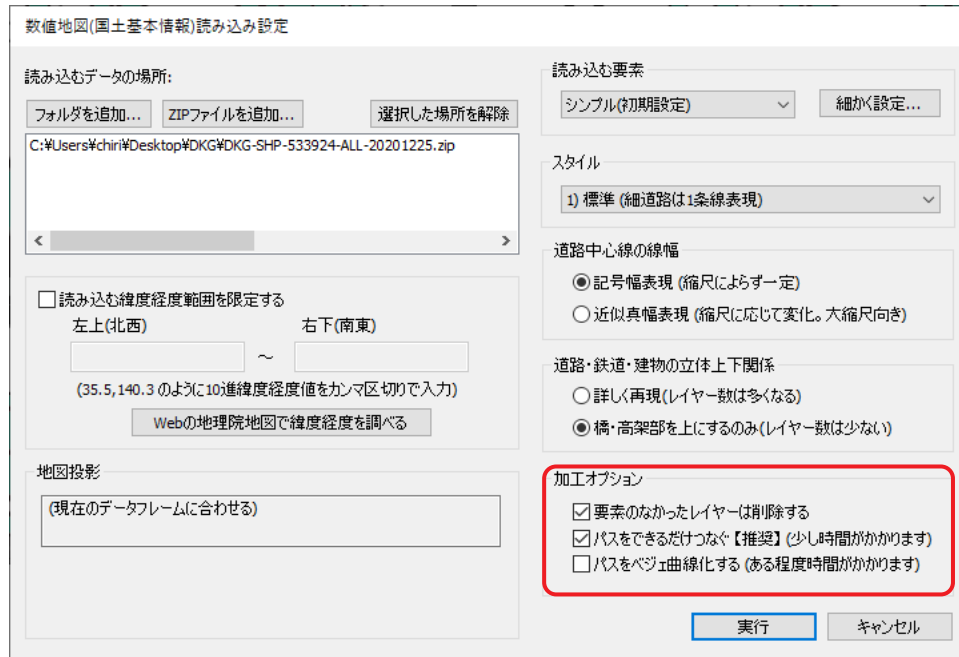 数値地図(国土基本情報)読み込み設定
読み込むデータの場所:
フォルダを追加... ZIPファイルを追加... 選択した場所を解除
C:¥Users¥chiri¥Desktop¥DKG¥DKG-SHP-533924-ALL-20201225.zip
読み込む緯度経度範囲を限定する
左上(北西) 右下(南東)
～
(35.5,140.3 のように10進緯度経度値をカンマ区切りで入力)
Webの地理院地図で緯度経度を調べる
地図投影
(現在のデータフレームに合わせる)
読み込む要素
シンプル(初期設定) 細かく設定...
スタイル
1) 標準 (細道路は1条線表現)
道路中心線の線幅
記号幅表現 (縮尺によらず一定)
近似真幅表現 (縮尺に応じて変化。大縮尺向き)
道路・鉄道・建物の立体上下関係
詳しく再現(レイヤー数は多くなる)
橋・高架部を上にするのみ(レイヤー数は少ない)
加工オプション
要素のなかったレイヤーは削除する
パスをできるだけつなぐ【推奨】 (少し時間がかかります)
パスをベジェ曲線化する (ある程度時間がかかります)
実行 キャンセル